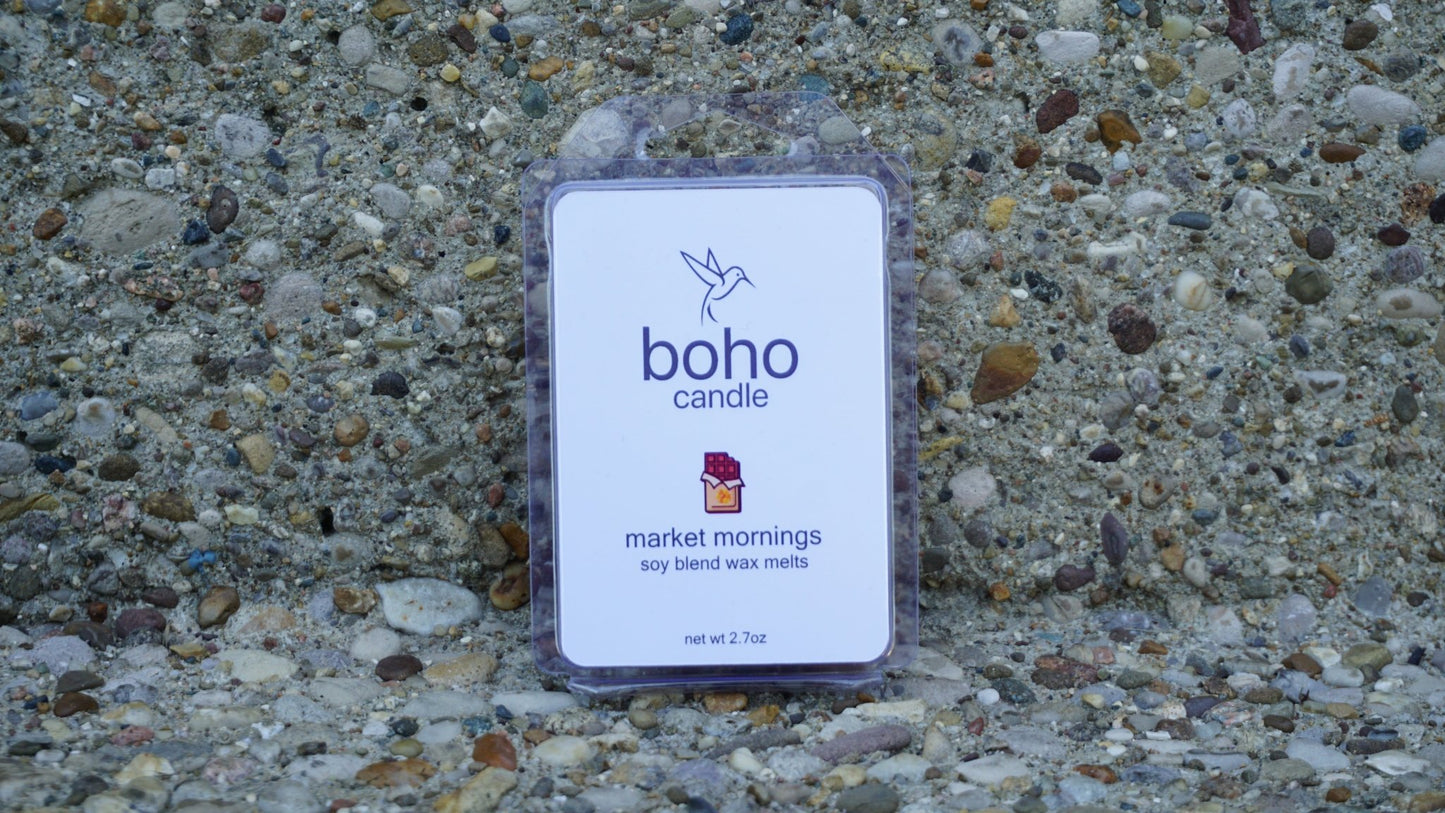 boho
candle
market mornings
soy blend wax melts
net wt 2.7oz